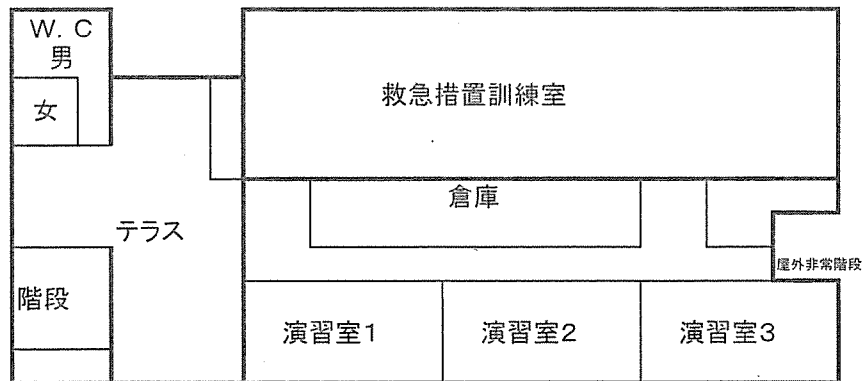 W. C
男
女
救急措置訓練室
倉庫
テラス
屋外非常階段
階段
演習室1
演習室2
演習室3